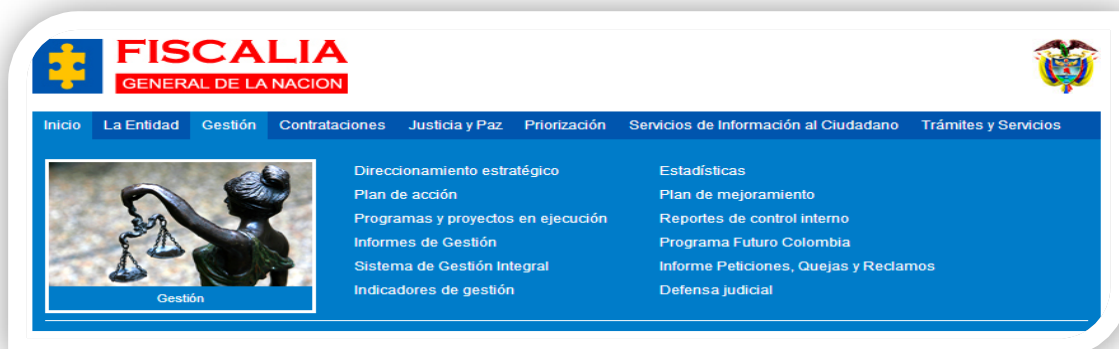 FISCALIA
GENERAL DE LA NACION
Inicio La Entidad Gestión Contrataciones Justicia y Paz Priorización Servicios de Información al Ciudadano Trámites y Servicios
Direccionamiento estratégico
Plan de acción
Programas y proyectos en ejecución
Informes de Gestión
Sistema de Gestión Integral
Indicadores de gestión
Estadísticas
Plan de mejoramiento
Reportes de control interno
Programa Futuro Colombia
Informe Peticiones, Quejas y Reclamos
Defensa judicial
Gestión